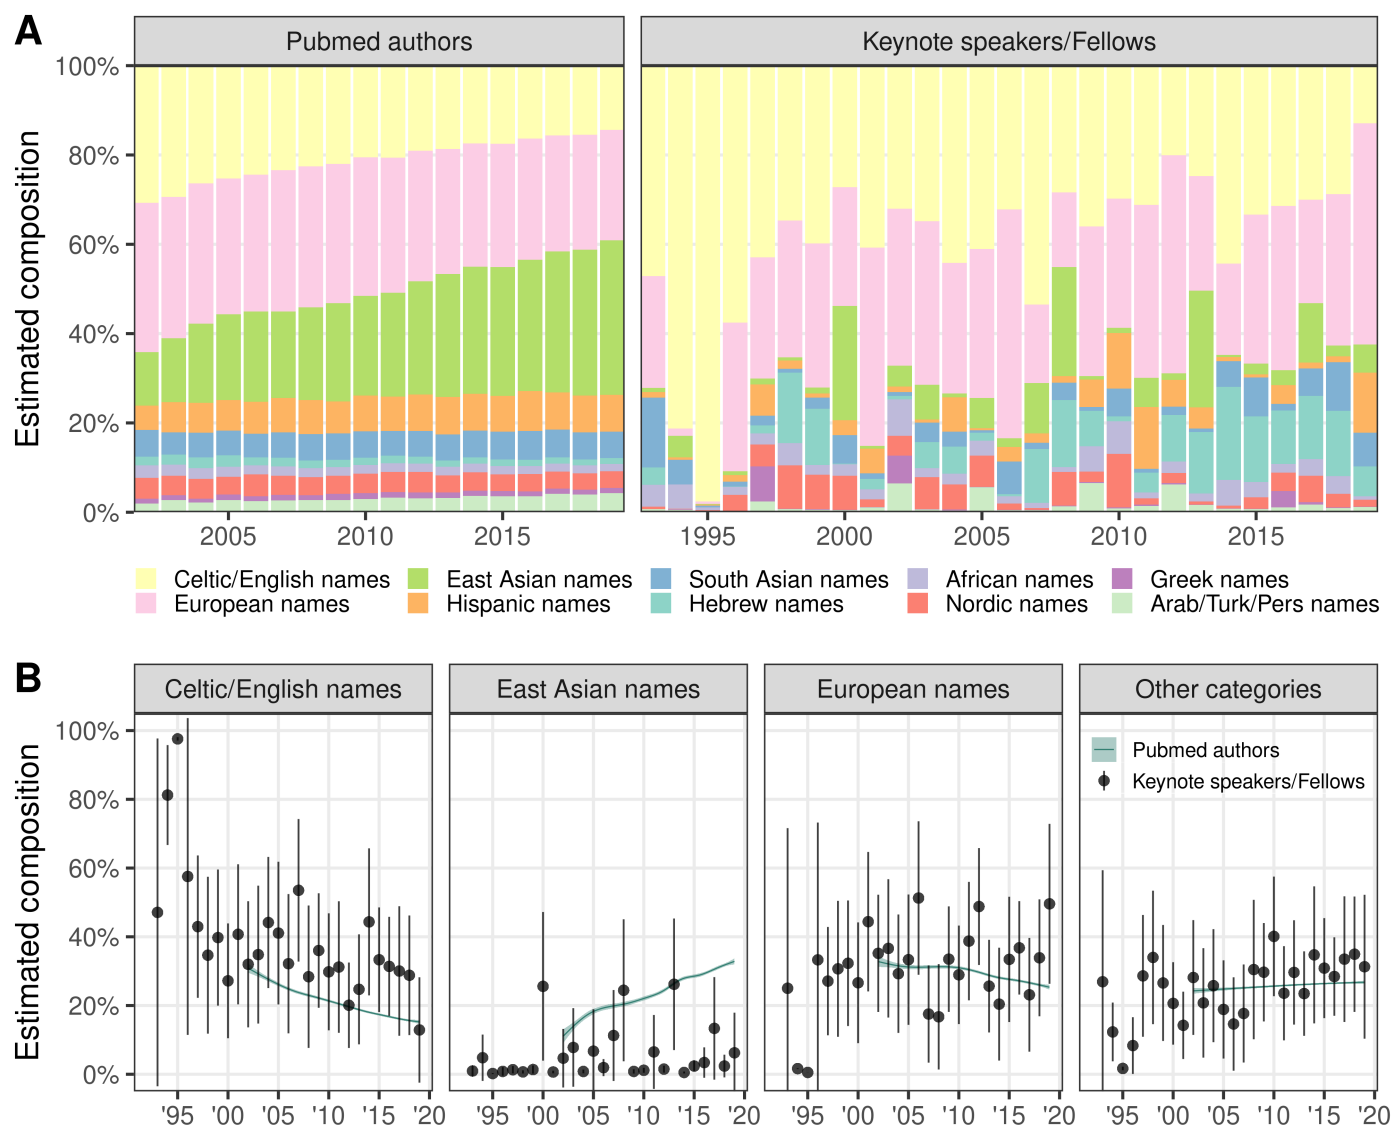 A
Pubmed authors
Keynote speakers/Fellows
Estimated composition
100%
80%
60%
40%
20%
0%
2005
2010
2015
1995
2000
2005
2010
2015
Celtic/English names
East Asian names
South Asian names
African names
Greek names
European names
Hispanic names
Hebrew names
Nordic names
Arab/Turk/Pers names
B
Celtic/English names
East Asian names
European names
Other categories
Estimated composition
100%
80%
60%
40%
20%
0%
Pubmed authors
Keynote speakers/Fellows
'95 '00 '05 '10 '15 '20
'95 '00 '05 '10 '15 '20
'95 '00 '05 '10 '15 '20
'95 '00 '05 '10 '15 '20